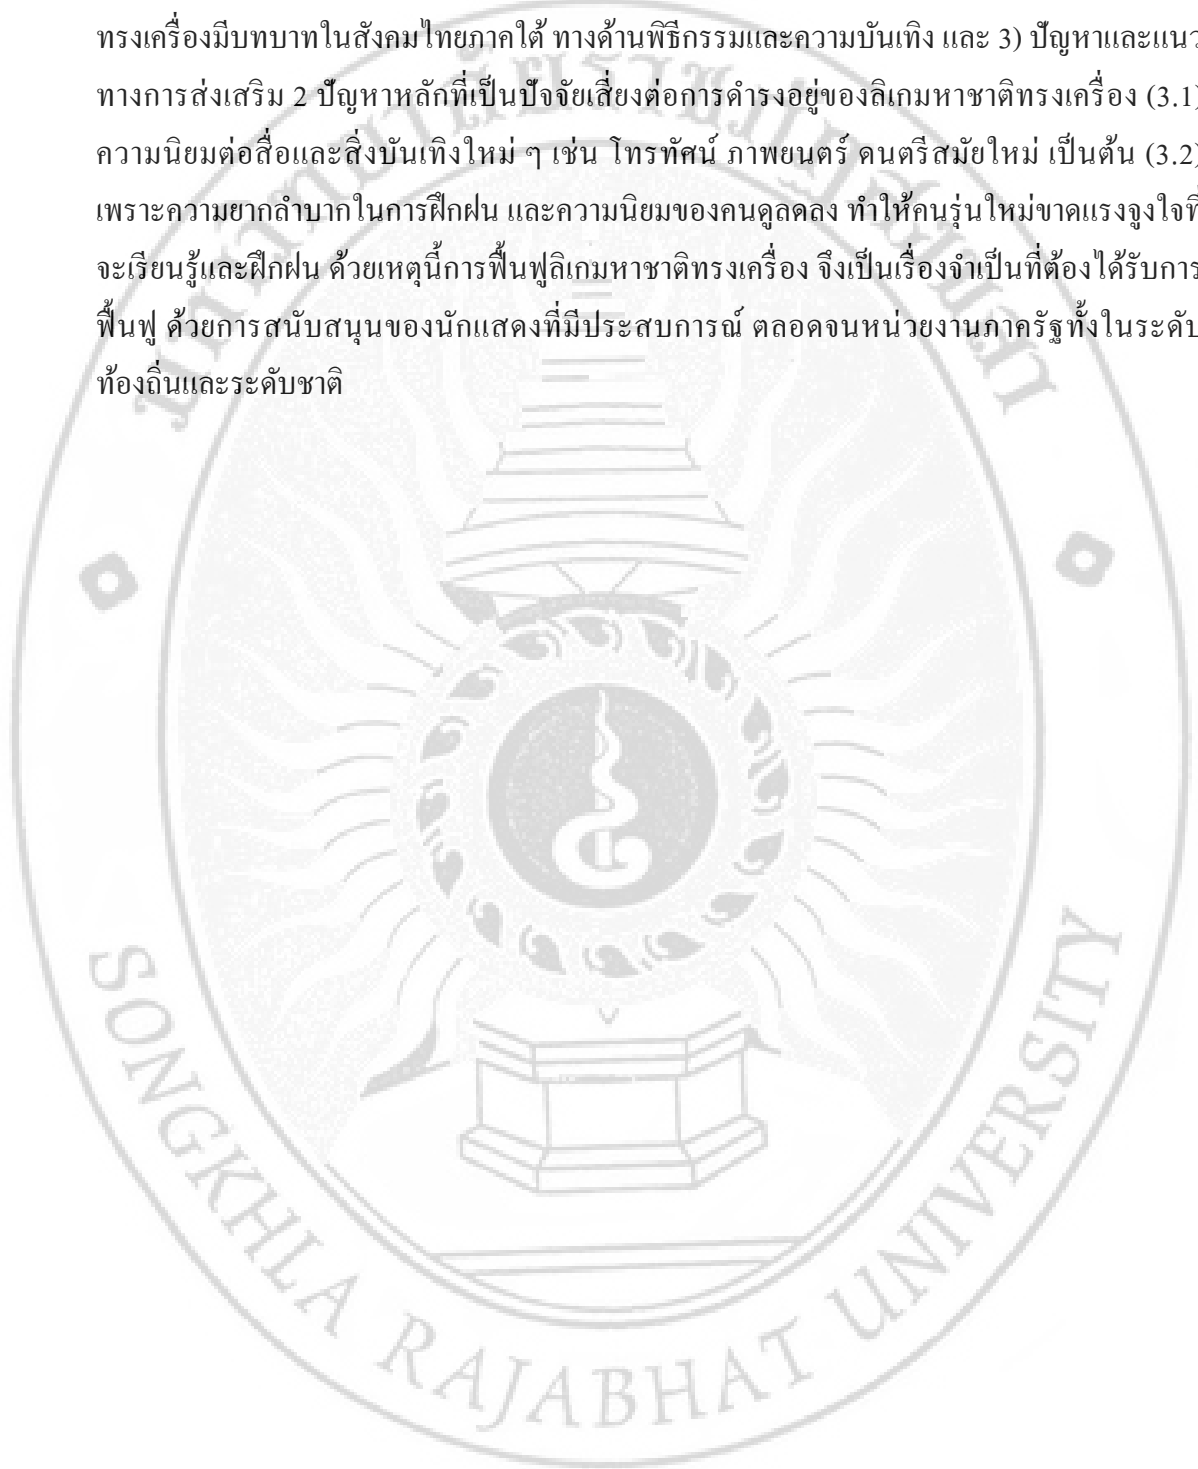 ทรงเครื่องมีบทบาทในสังคมไทยภาคใต้ ทางด้านพิธีกรรมและความบันเทิง และ 3) ปัญหาและแนว
ทางการส่งเสริม 2 ปัญหาหลักที่เป็นปัจจัยเสี่ยงต่อการดำรงอยู่ของลิเกมหาชาติทรงเครื่อง (3.1)
ความนิยมต่อสื่อและสิ่งบันเทิงใหม่ ๆ เช่น โทรทัศน์ ภาพยนตร์ ดนตรีสมัยใหม่ เป็นต้น (3.2)
เพราะความยากลำบากในการฝึกฝน และความนิยมของคนดูลดลง ทำให้คนรุ่นใหม่ขาดแรงจูงใจที่
จะเรียนรู้และฝึกฝน ด้วยเหตุนี้การฟื้นฟูลิเกมหาชาติทรงเครื่อง จึงเป็นเรื่องจำเป็นที่ต้องได้รับการ
ฟื้นฟู ด้วยการสนับสนุนของนักแสดงที่มีประสบการณ์ ตลอดจนหน่วยงานภาครัฐทั้งในระดับ
ท้องถิ่นและระดับชาติ
มหาวิทยาลัยราชภัฏสงขลา
SONGKHLA RAJABHAT UNIVERSITY